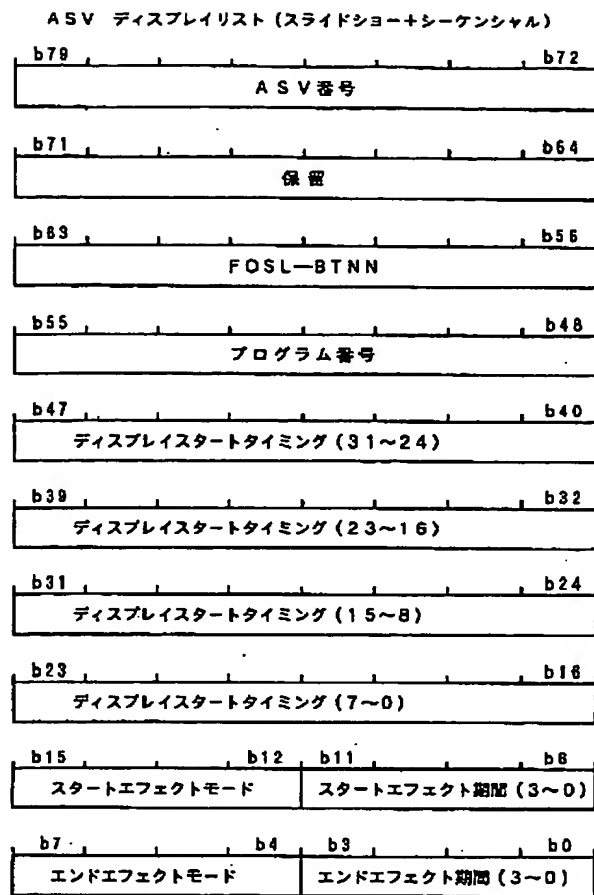 ASV ディスプレイリスト（スライドショー＋シーケンシャル）
b79 b72
ASV番号
b71 b64
保留
b63 b56
FOSL―BTNN
b55 b48
プログラム番号
b47 b40
ディスプレイスタートタイミング（31～24）
b39 b32
ディスプレイスタートタイミング（23～16）
b31 b24
ディスプレイスタートタイミング（15～8）
b23 b16
ディスプレイスタートタイミング（7～0）
b15 b12 b11 b8
スタートエフェクトモード スタートエフェクト期間（3～0）
b7 b4 b3 b0
エンドエフェクトモード エンドエフェクト期間（3～0）